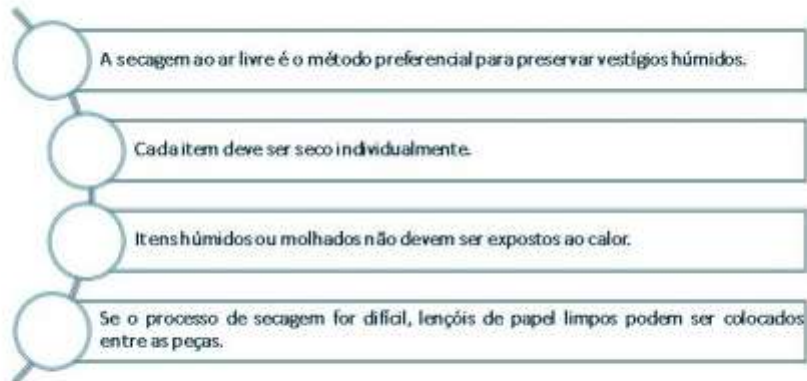 A secagem ao ar livre é o método preferencial para preservar vestígios húmidos.
Cada item deve ser seco individualmente.
Itens húmidos ou molhados não devem ser expostos ao calor.
Se o processo de secagem for difícil, lençóis de papel limpos podem ser colocados
entre as peças.